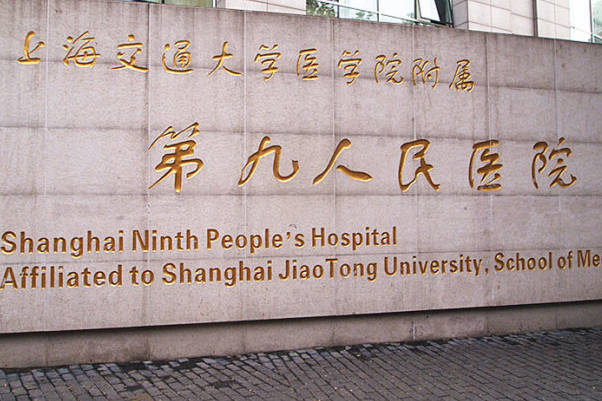 上海交通大学医学院附属
第九人民医院
Shanghai Ninth People's Hospital
Affiliated to Shanghai JiaoTong University, School of Me